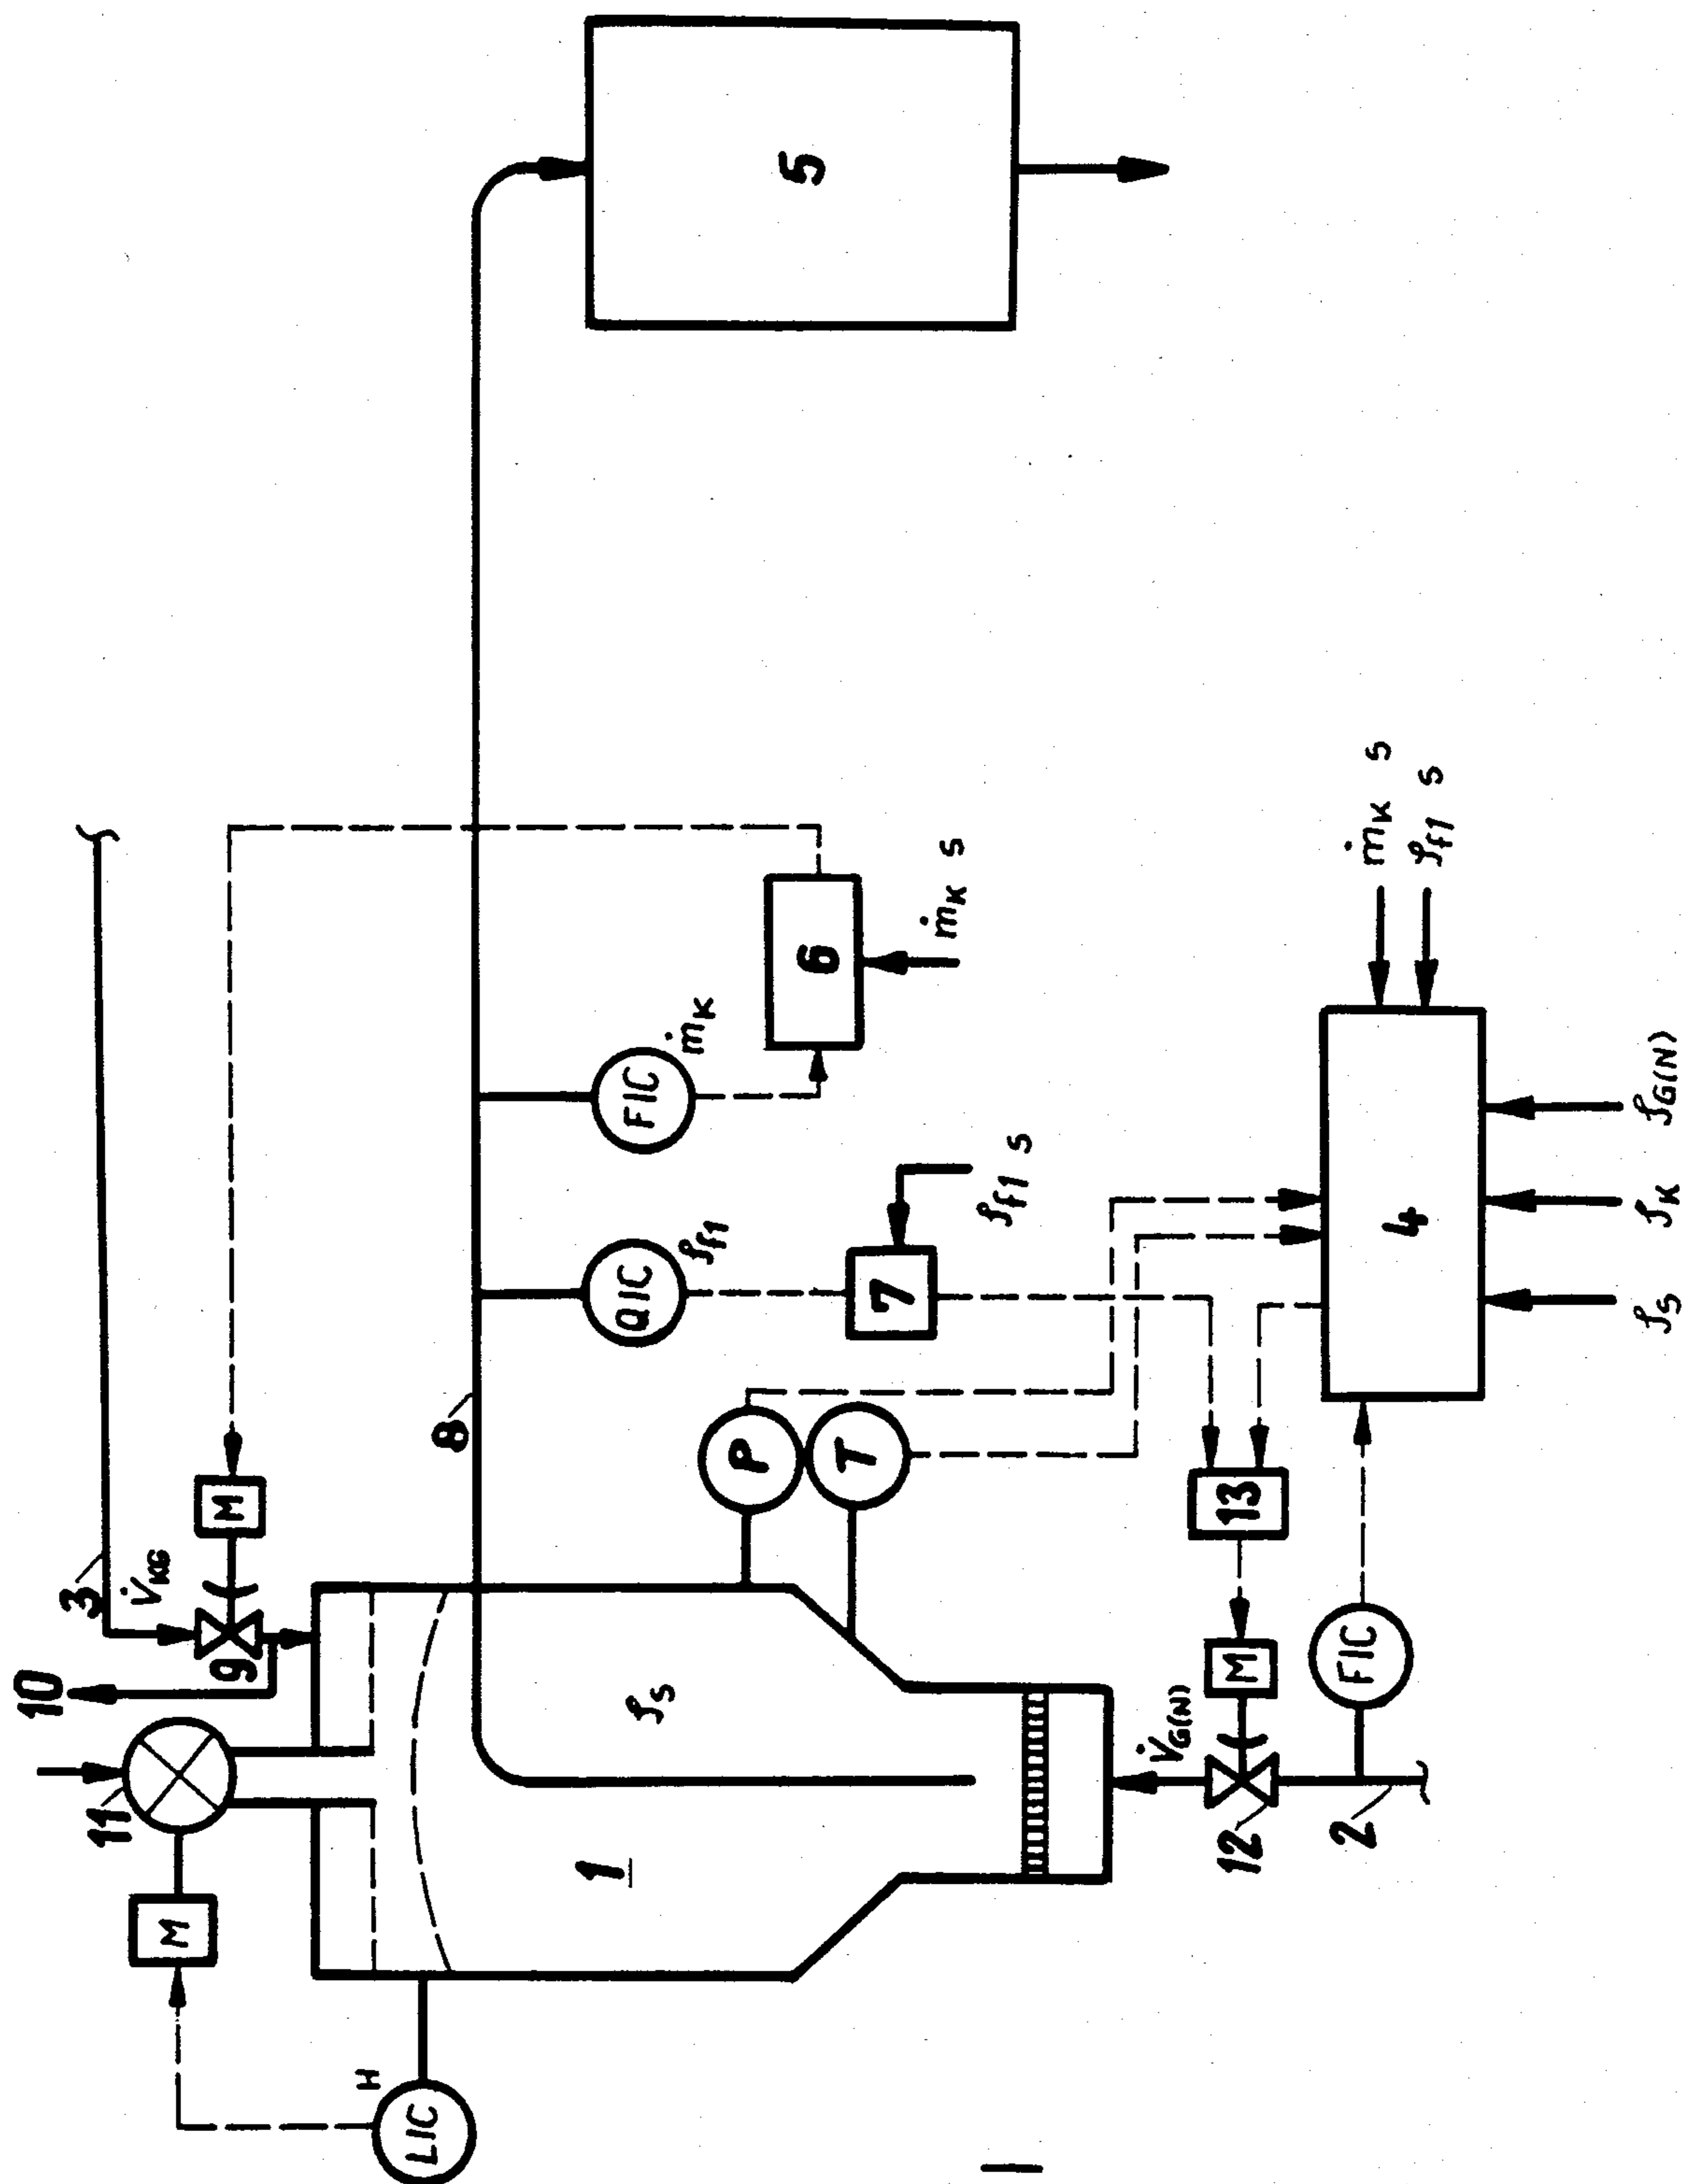 5
3
V̇KG
M
10
9
11
M
8
FIC
ṁK
6
ṁK s
QIC
ρf1
7
ρf1 s
P
T
H
LIC
1
ρs
13
M
V̇G(N)
12
2
FIC
4
ṁK s
ρf1 s
ρs
ρK
ρG(N)